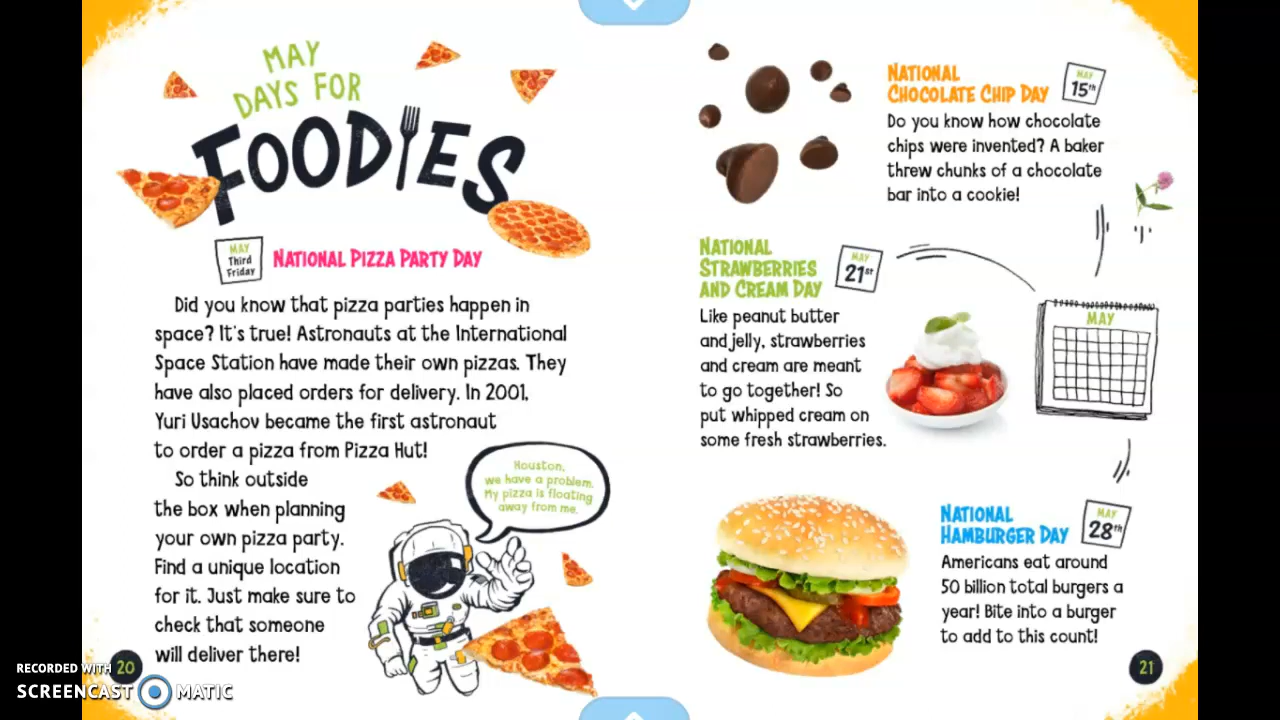 MAY
DAYS FOR
FOODIES
MAY
Third
Friday
NATIONAL PIZZA PARTY DAY
Did you know that pizza parties happen in
space? It's true! Astronauts at the International
Space Station have made their own pizzas. They
have also placed orders for delivery. In 2001,
Yuri Usachov became the first astronaut
to order a pizza from Pizza Hut!
So think outside
the box when planning
your own pizza party.
Find a unique location
for it. Just make sure to
check that someone
will deliver there!
Houston,
we have a problem.
My pizza is floating
away from me.
20
RECORDED WITH
SCREENCAST MATIC
NATIONAL
CHOCOLATE CHIP DAY
MAY
15th
Do you know how chocolate
chips were invented? A baker
threw chunks of a chocolate
bar into a cookie!
NATIONAL
STRAWBERRIES
AND CREAM DAY
MAY
21st
Like peanut butter
and jelly, strawberries
and cream are meant
to go together! So
put whipped cream on
some fresh strawberries.
MAY
NATIONAL
HAMBURGER DAY
MAY
28th
Americans eat around
50 billion total burgers a
year! Bite into a burger
to add to this count!
21